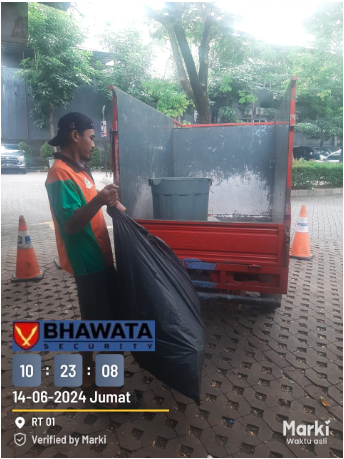 BHAWATA
SECURITY
10 : 23 : 08
14-06-2024 Jumat
RT 01
Verified by Marki
Marki
Waktu asli